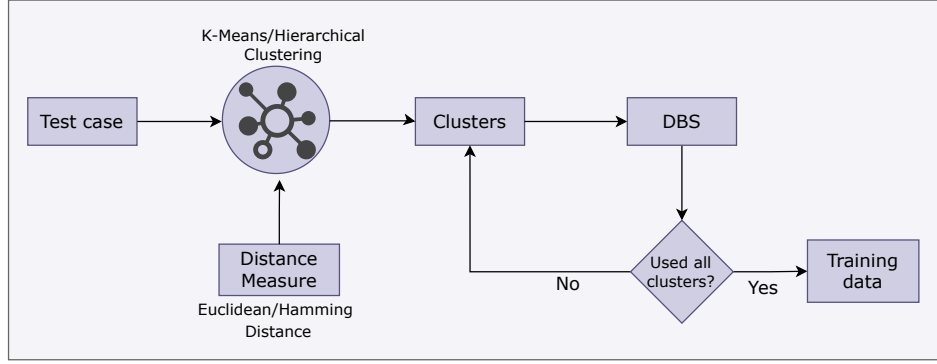 K-Means/Hierarchical
Clustering
Test case
Clusters
DBS
Distance
Measure
Euclidean/Hamming
Distance
Used all
clusters?
No
Yes
Training
data